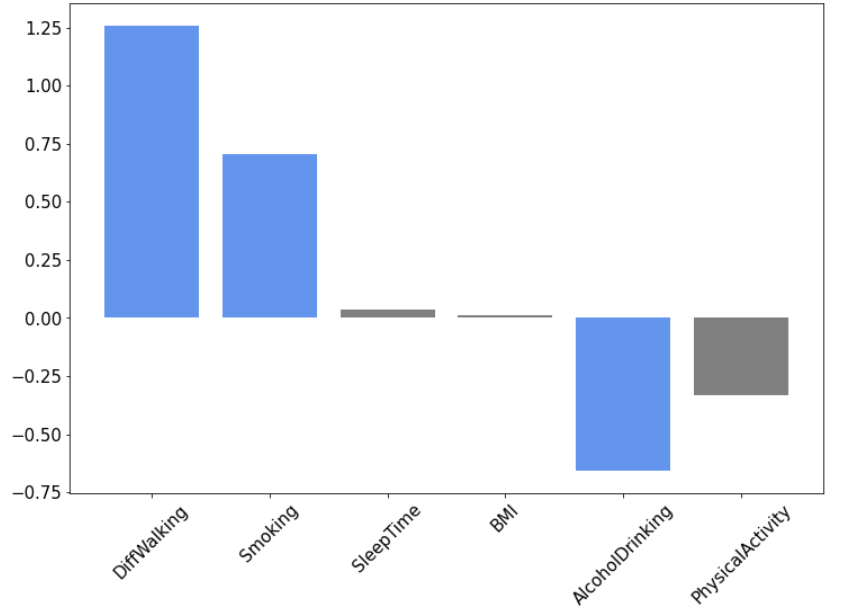 1.25
1.00
0.75
0.50
0.25
0.00
−0.25
−0.50
−0.75
DiffWalking
Smoking
SleepTime
BMI
AlcoholDrinking
PhysicalActivity